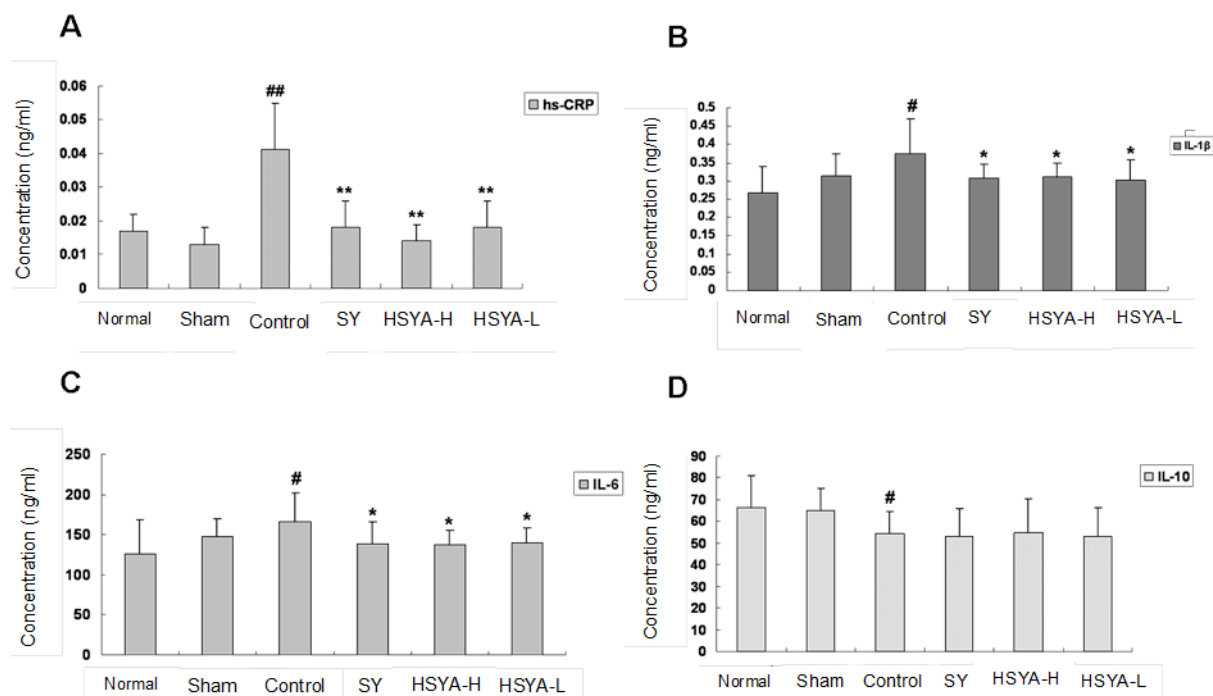 A
Concentration (ng/ml)
0.06
0.05
0.04
0.03
0.02
0.01
0
##
**
**
**
hs-CRP
Normal Sham Control SY HSYA-H HSYA-L
B
Concentration (ng/ml)
0.5
0.45
0.4
0.35
0.3
0.25
0.2
0.15
0.1
0.05
0
#
*
*
*
IL-1β
Normal Sham Control SY HSYA-H HSYA-L
C
Concentration (ng/ml)
250
200
150
100
50
0
#
*
*
*
IL-6
Normal Sham Control SY HSYA-H HSYA-L
D
Concentration (ng/ml)
90
80
70
60
50
40
30
20
10
0
#
IL-10
Normal Sham Control SY HSYA-H HSYA-L